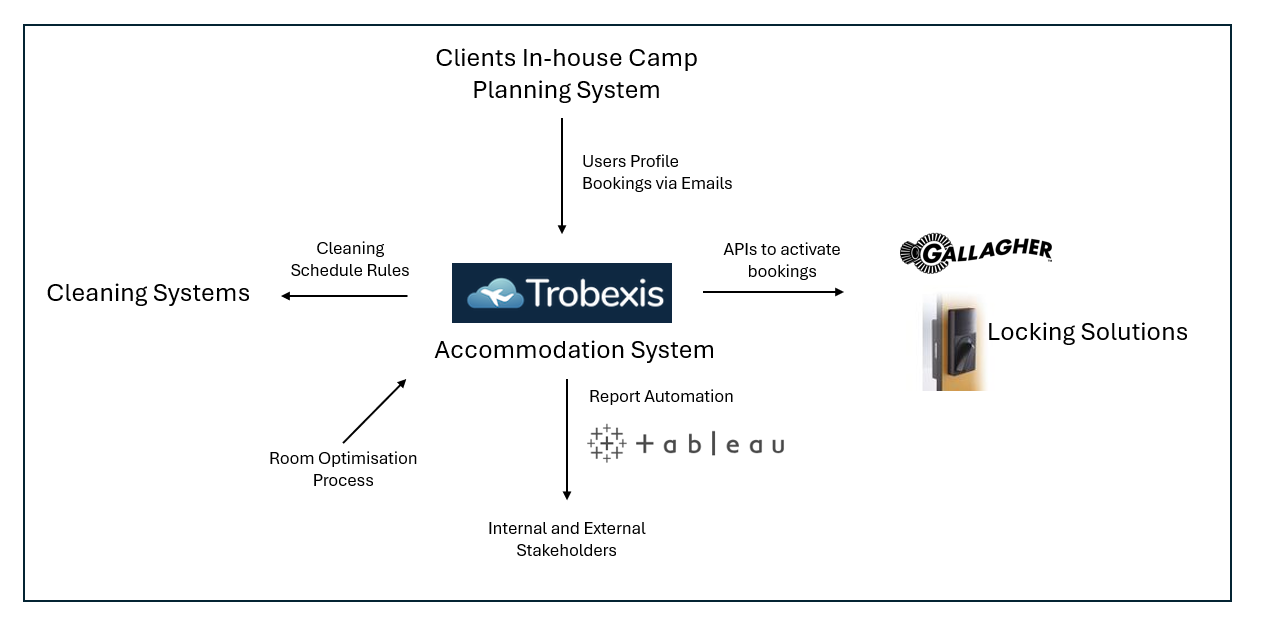 Clients In-house Camp
Planning System
Users Profile
Bookings via Emails
Cleaning
Schedule Rules
APIs to activate
bookings
GALLAGHER
Cleaning Systems
Trobexis
Locking Solutions
Accommodation System
Report Automation
tableau
Room Optimisation
Process
Internal and External
Stakeholders